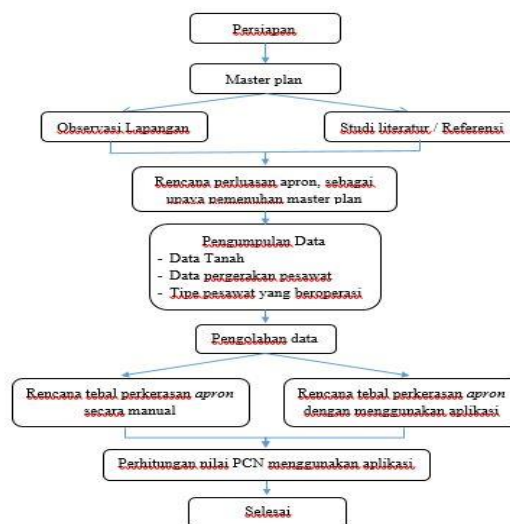 Persiapan
Master plan
Observasi Lapangan
Studi literatur / Referensi
Rencana perluasan apron, sebagai
upaya pemenuhan master plan
Pengumpulan Data
- Data Tanah
- Data pergerakan pesawat
- Tipe pesawat yang beroperasi
Pengolahan data
Rencana tebal perkerasan apron
secara manual
Rencana tebal perkerasan apron
dengan menggunakan aplikasi
Perhitungan nilai PCN menggunakan aplikasi
Selesai